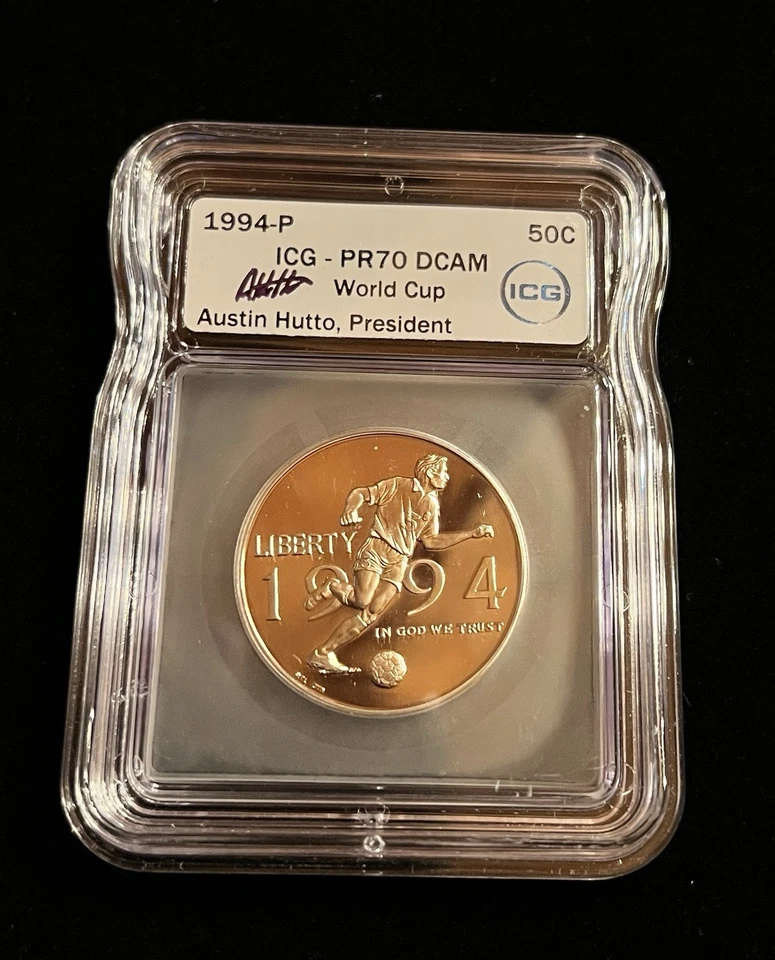 1994-P
50C
ICG - PR70 DCAM
World Cup
ICG
Austin Hutto, President
LIBERTY
1994
IN GOD WE TRUST